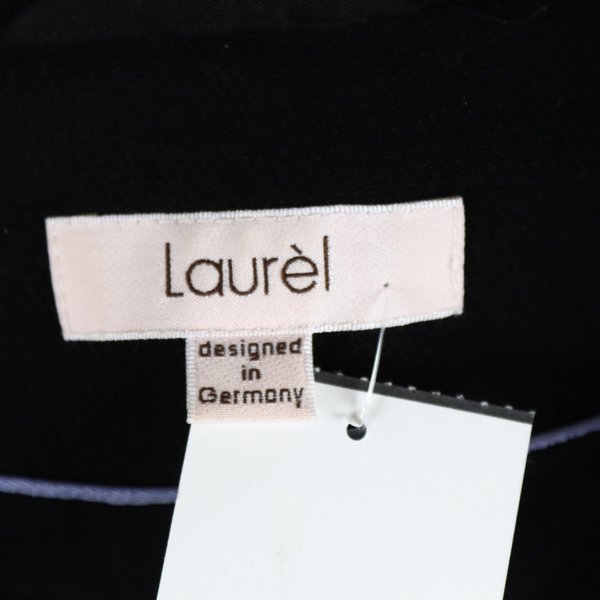 Laurèl
designed
in
Germany